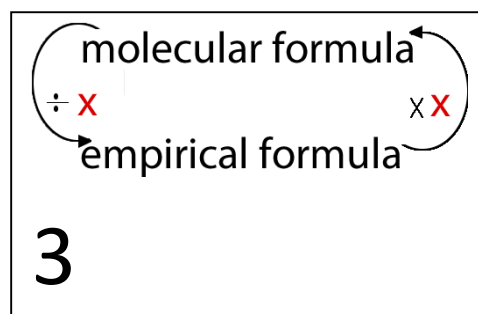 molecular formula
÷ x x x
empirical formula
3